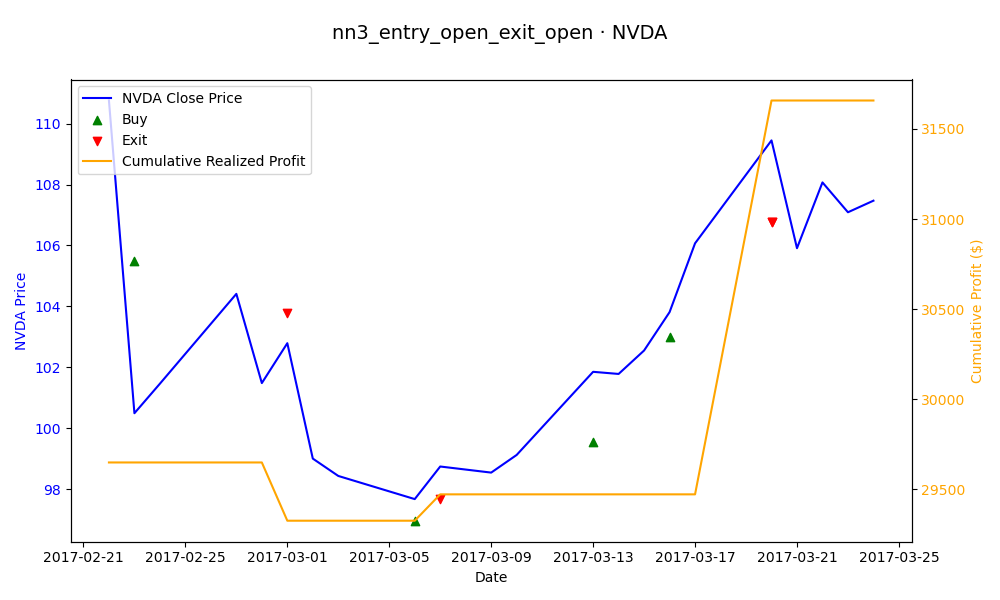 nn3_entry_open_exit_open · NVDA
NVDA Close Price
Buy
Exit
Cumulative Realized Profit
110
108
106
104
102
100
98
NVDA Price
31500
31000
30500
30000
29500
Cumulative Profit ($)
2017-02-21 2017-02-25 2017-03-01 2017-03-05 2017-03-09 2017-03-13 2017-03-17 2017-03-21 2017-03-25
Date